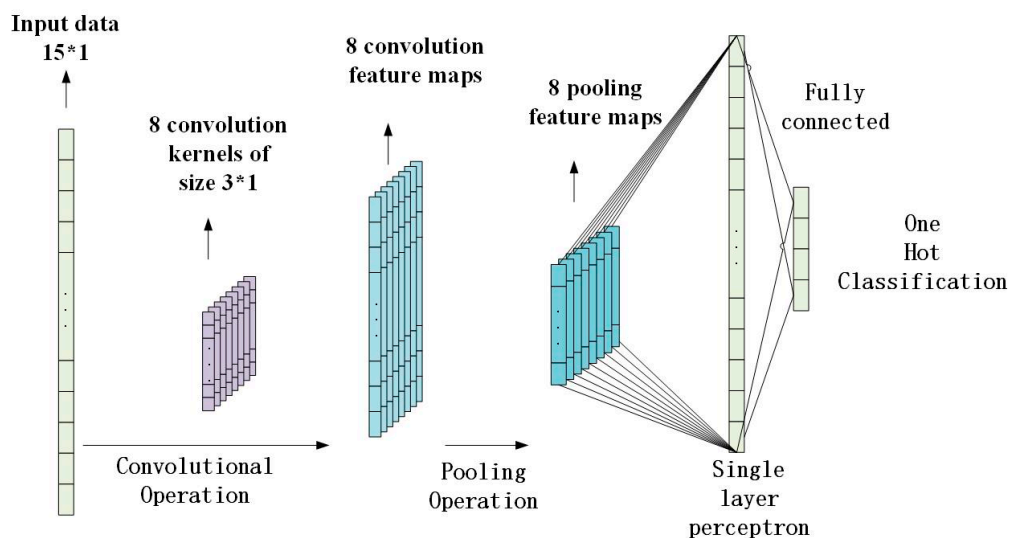 Input data
15*1
8 convolution
kernels of
size 3*1
8 convolution
feature maps
8 pooling
feature maps
Fully
connected
One
Hot
Classification
Convolutional
Operation
Pooling
Operation
Single
layer
perceptron